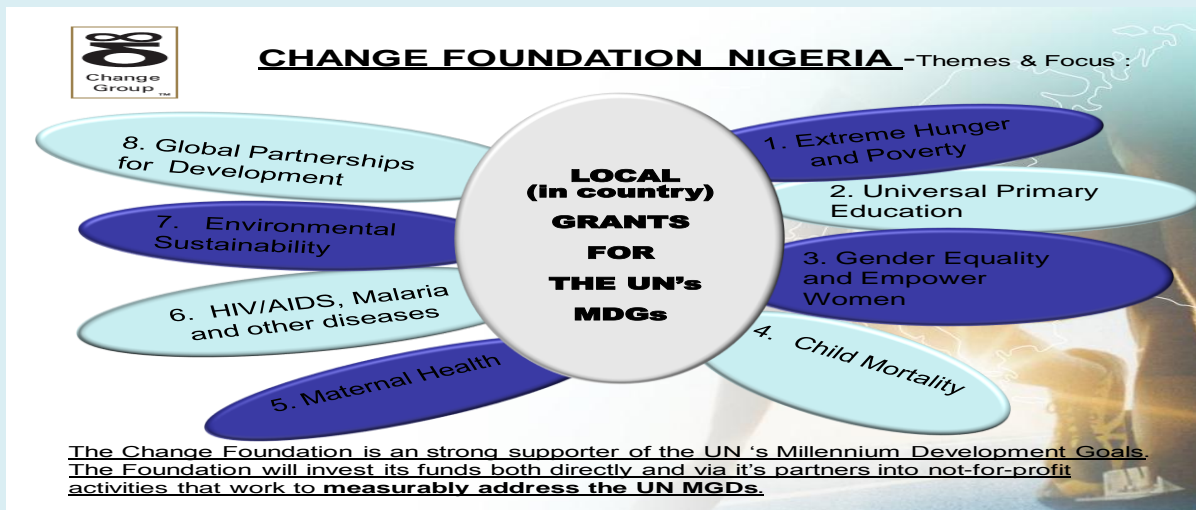 Change
Group
TM
CHANGE FOUNDATION NIGERIA -Themes & Focus :
LOCAL
(in country)
GRANTS
FOR
THE UN’s
MDGs
1. Extreme Hunger
and Poverty
2. Universal Primary
Education
3. Gender Equality
and Empower
Women
4. Child Mortality
5. Maternal Health
6. HIV/AIDS, Malaria
and other diseases
7. Environmental
Sustainability
8. Global Partnerships
for Development
The Change Foundation is an strong supporter of the UN ‘s Millennium Development Goals.
The Foundation will invest its funds both directly and via it’s partners into not-for-profit
activities that work to measurably address the UN MGDs.